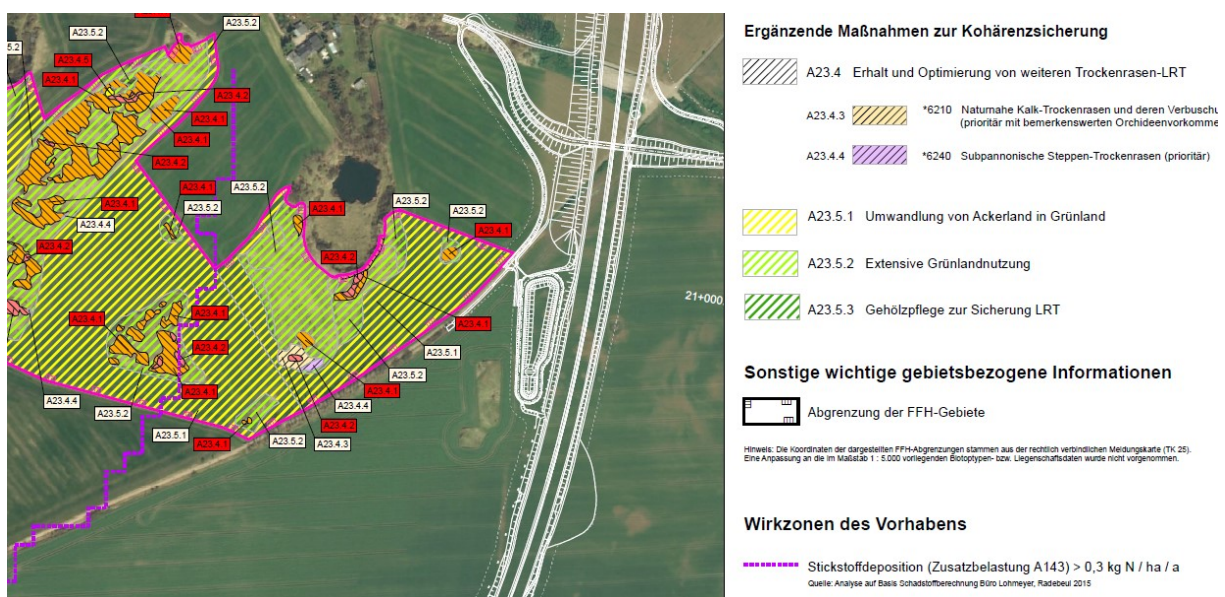 A23.5.2
A23.5.2
5.2
A23.4.5
A23.4.1
A23.4.2
A23.4.1
A23.4.1
A23.4.2
A23.4.1
A23.5.2
A23.4.1
A23.5.2
A23.4.4
A23.5.2
A23.4.1
A23.5.2
A23.5.2
A23.4.1
A23.4.2
A23.4.2
21+000
A23.4.1
A23.4.1
A23.4.1
A23.4.2
A23.5.1
A23.5.2
A23.4.1
A23.4.1
A23.4.4
A23.4.4
A23.5.2
A23.4.2
A23.5.1
A23.4.1
A23.5.2
A23.4.3
Ergänzende Maßnahmen zur Kohärenzsicherung
A23.4 Erhalt und Optimierung von weiteren Trockenrasen-LRT
A23.4.3 *6210 Naturnahe Kalk-Trockenrasen und deren Verbuschu
(prioritär mit bemerkenswerten Orchideenvorkomme
A23.4.4 *6240 Subpannonische Steppen-Trockenrasen (prioritär)
A23.5.1 Umwandlung von Ackerland in Grünland
A23.5.2 Extensive Grünlandnutzung
A23.5.3 Gehölzpflege zur Sicherung LRT
Sonstige wichtige gebietsbezogene Informationen
Abgrenzung der FFH-Gebiete
Hinweis: Die Koordinaten der dargestellten FFH-Abgrenzungen stammen aus der rechtlich verbindlichen Meldungskarte (TK 25).
Eine Anpassung an die im Maßstab 1 : 5.000 vorliegenden Biotoptypen- bzw. Liegenschaftsdaten wurde nicht vorgenommen.
Wirkzonen des Vorhabens
Stickstoffdeposition (Zusatzbelastung A143) > 0,3 kg N / ha / a
Quelle: Analyse auf Basis Schadstoffberechnung Büro Lohmeyer, Radebeul 2015